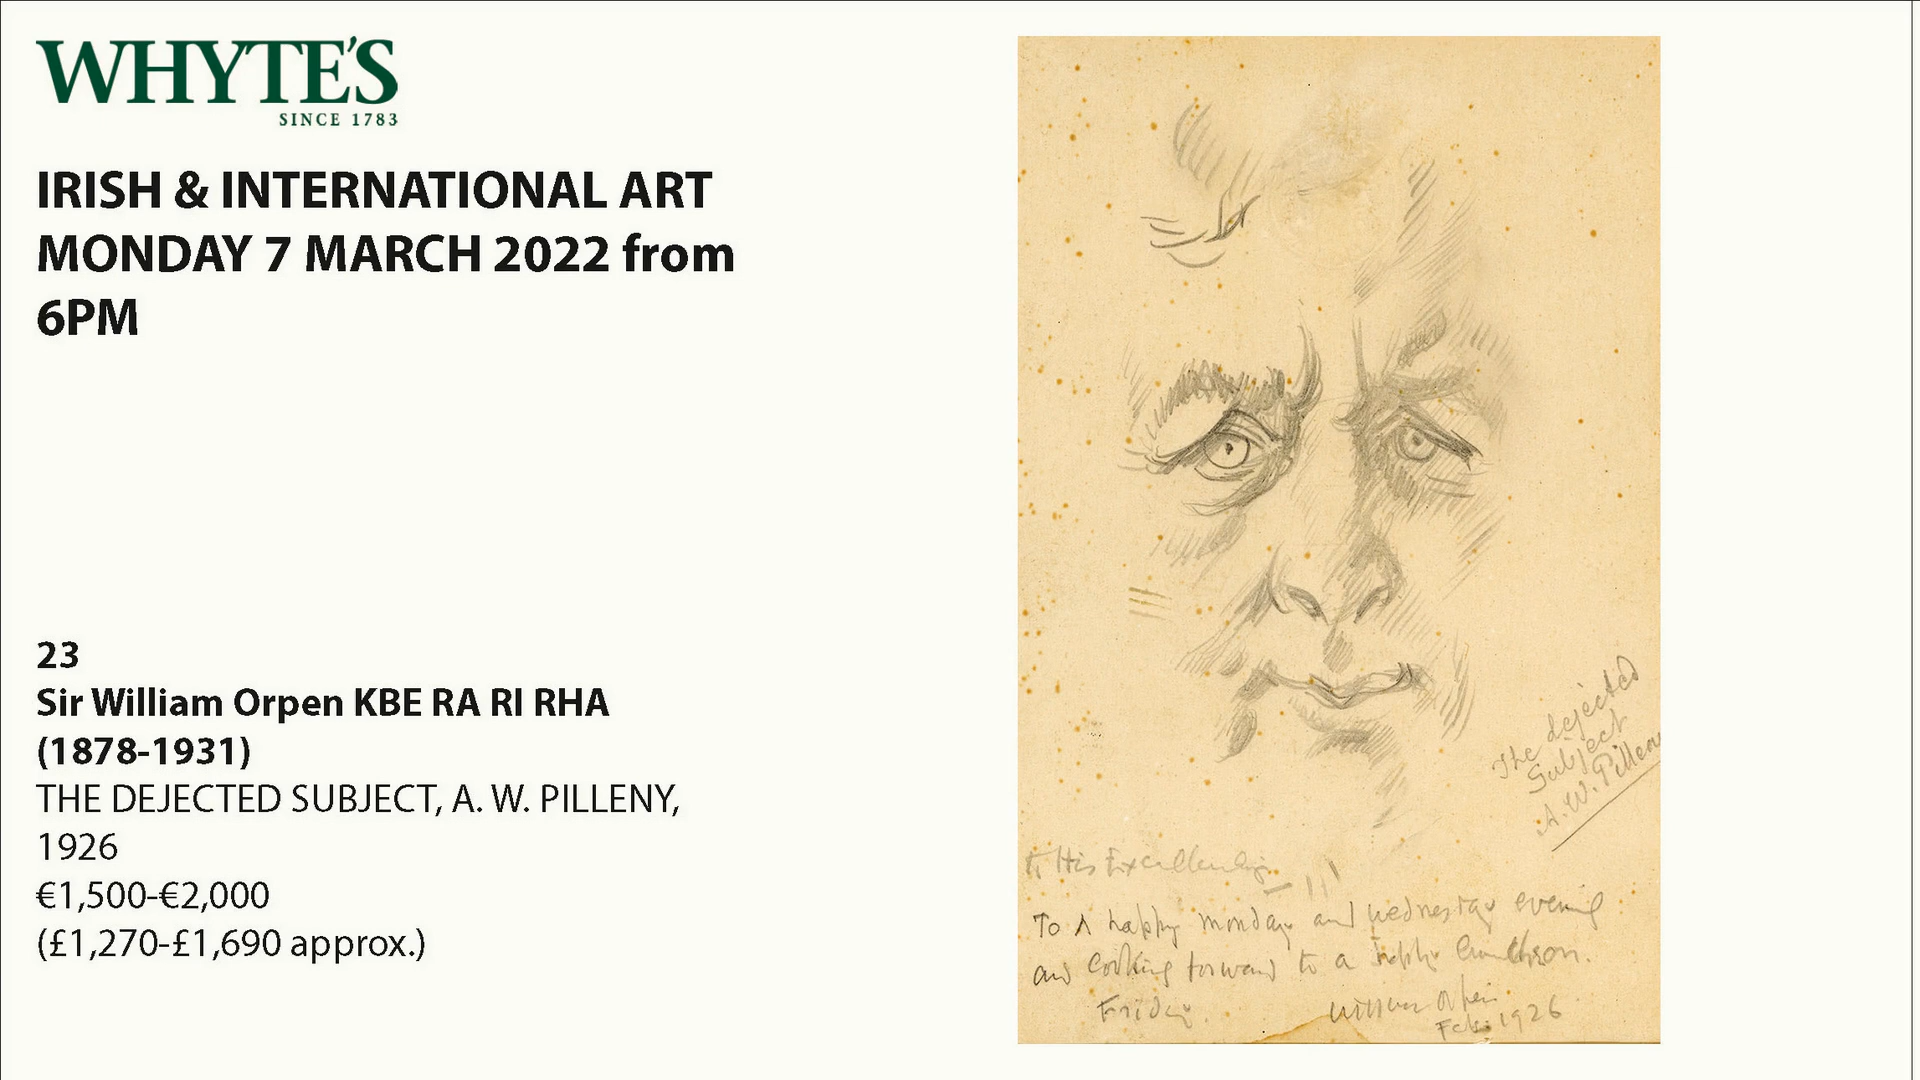 WHYTE'S
SINCE 1783
IRISH & INTERNATIONAL ART
MONDAY 7 MARCH 2022 from
6PM
23
Sir William Orpen KBE RA RI RHA
(1878-1931)
THE DEJECTED SUBJECT, A. W. PILLENY,
1926
€1,500-€2,000
(£1,270-£1,690 approx.)
The dejected
Subject
A.W. Pilleny
to His Excellency
To A happy monday and wednesday evening
and looking forward to a luncheon.
Friday.
William Orpen
Feb. 1926